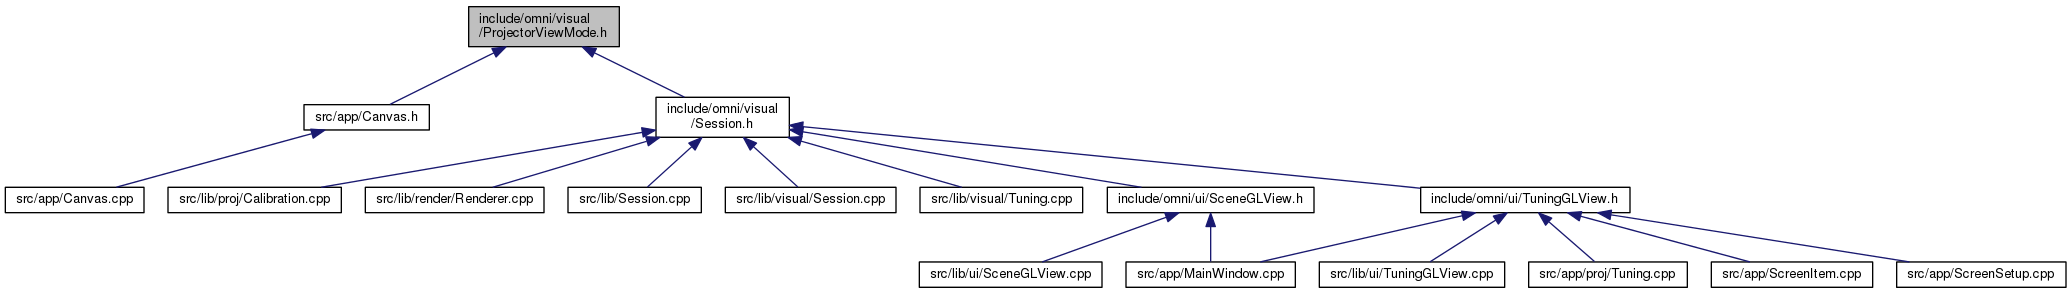 include/omni/visual
/ProjectorViewMode.h
src/app/Canvas.h
include/omni/visual
/Session.h
src/app/Canvas.cpp
src/lib/proj/Calibration.cpp
src/lib/render/Renderer.cpp
src/lib/Session.cpp
src/lib/visual/Session.cpp
src/lib/visual/Tuning.cpp
include/omni/ui/SceneGLView.h
include/omni/ui/TuningGLView.h
src/lib/ui/SceneGLView.cpp
src/app/MainWindow.cpp
src/lib/ui/TuningGLView.cpp
src/app/proj/Tuning.cpp
src/app/ScreenItem.cpp
src/app/ScreenSetup.cpp